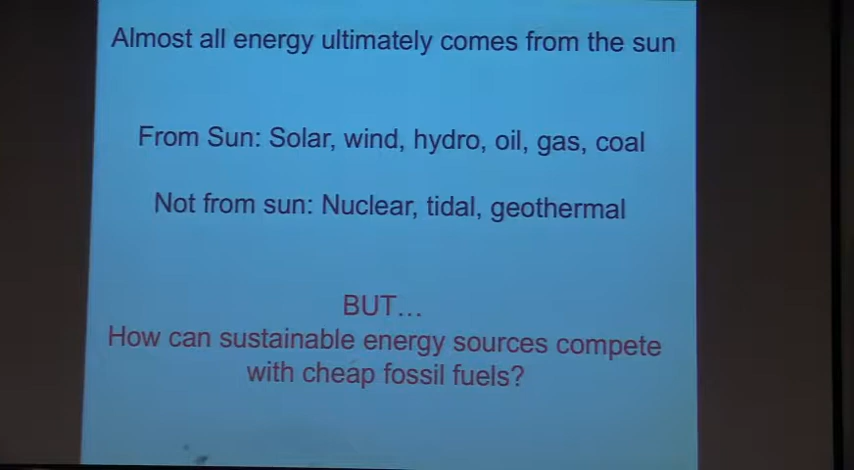 Almost all energy ultimately comes from the sun
From Sun: Solar, wind, hydro, oil, gas, coal
Not from sun: Nuclear, tidal, geothermal
BUT...
How can sustainable energy sources compete
with cheap fossil fuels?